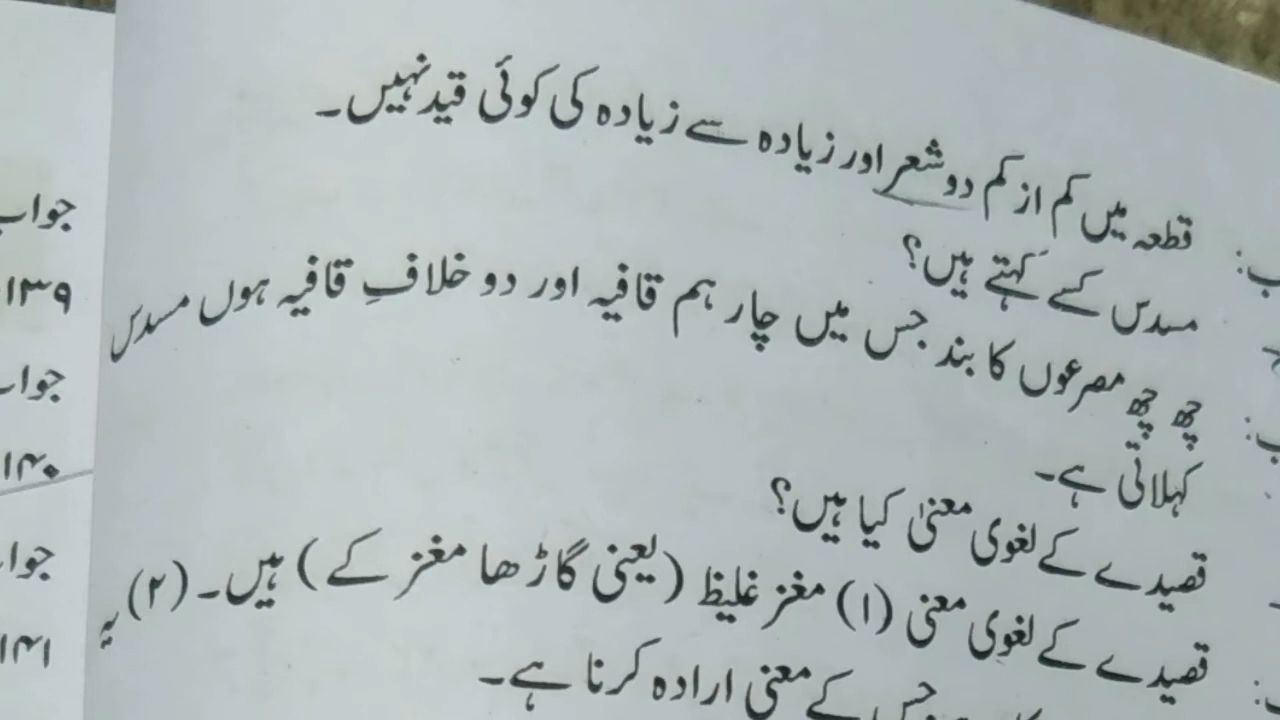 قطعہ میں کم از کم دو شعر اور زیادہ سے زیادہ کی کوئی قید نہیں۔
مسدس کسے کہتے ہیں؟
چھ چھ مصرعوں کا بند جس میں چار ہم قافیہ اور دو خلافِ قافیہ ہوں مسدس
کہلاتی ہے۔
قصیدے کے لغوی معنیٰ کیا ہیں؟
قصیدے کے لغوی معنی (۱) مغز غلیظ (یعنی گاڑھا مغز کے) ہیں۔ (۲) یہ
جس کے معنی ارادہ کرنا ہے۔
جواب
۱۳۹
جواب
۱۴۰
جواب
۱۴۱